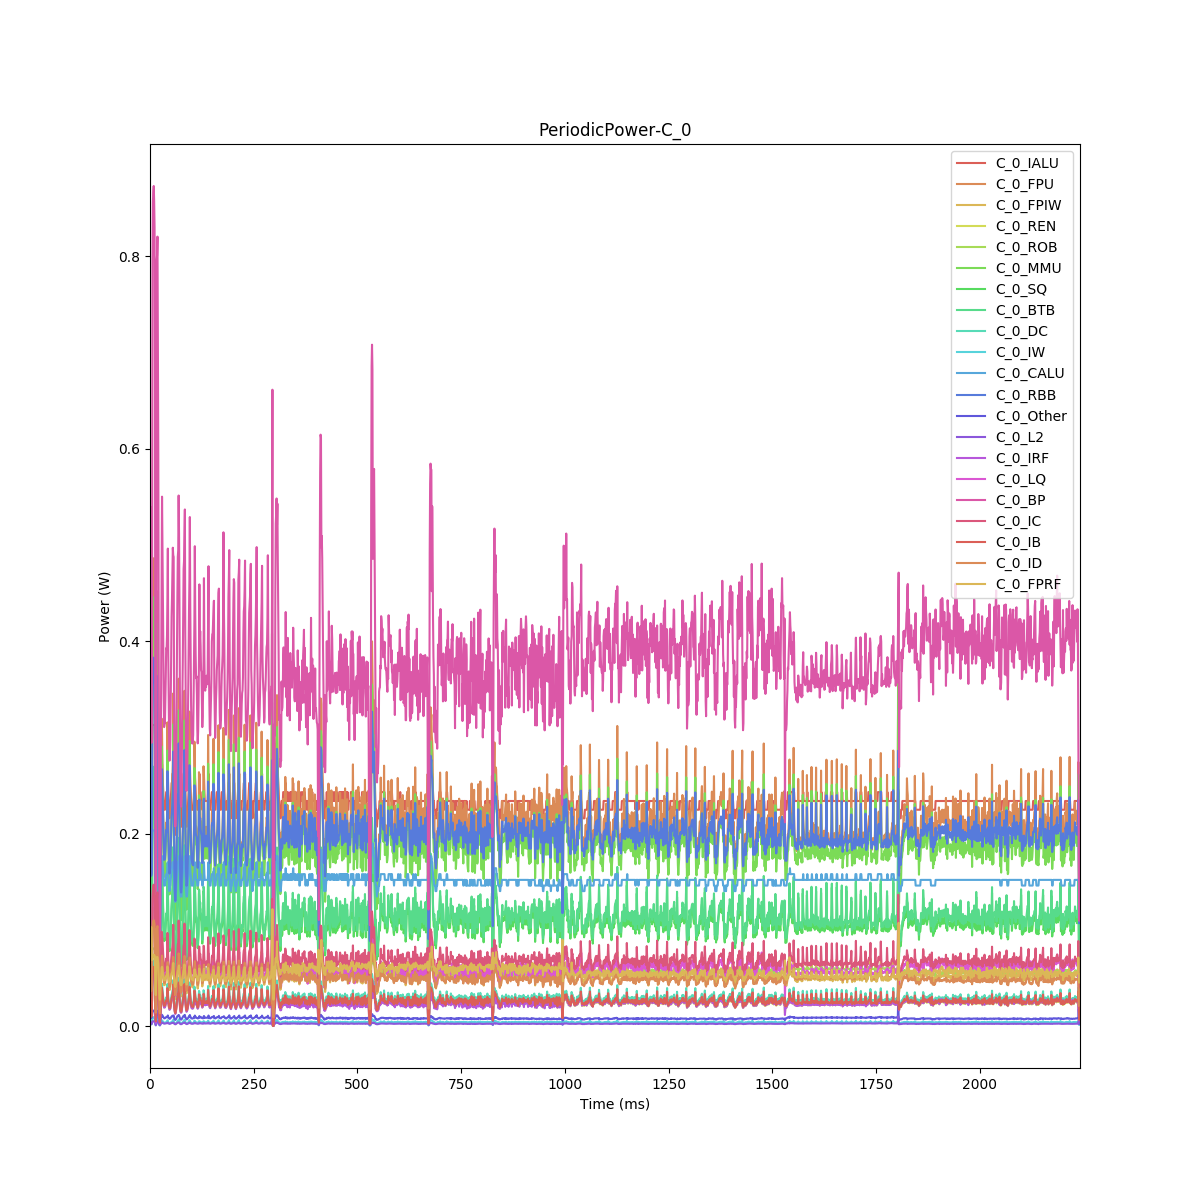 PeriodicPower-C_0
Power (W)
0.8
0.6
0.4
0.2
0.0
0
250
500
750
1000
1250
1500
1750
2000
Time (ms)
C_0_IALU
C_0_FPU
C_0_FPIW
C_0_REN
C_0_ROB
C_0_MMU
C_0_SQ
C_0_BTB
C_0_DC
C_0_IW
C_0_CALU
C_0_RBB
C_0_Other
C_0_L2
C_0_IRF
C_0_LQ
C_0_BP
C_0_IC
C_0_IB
C_0_ID
C_0_FPRF